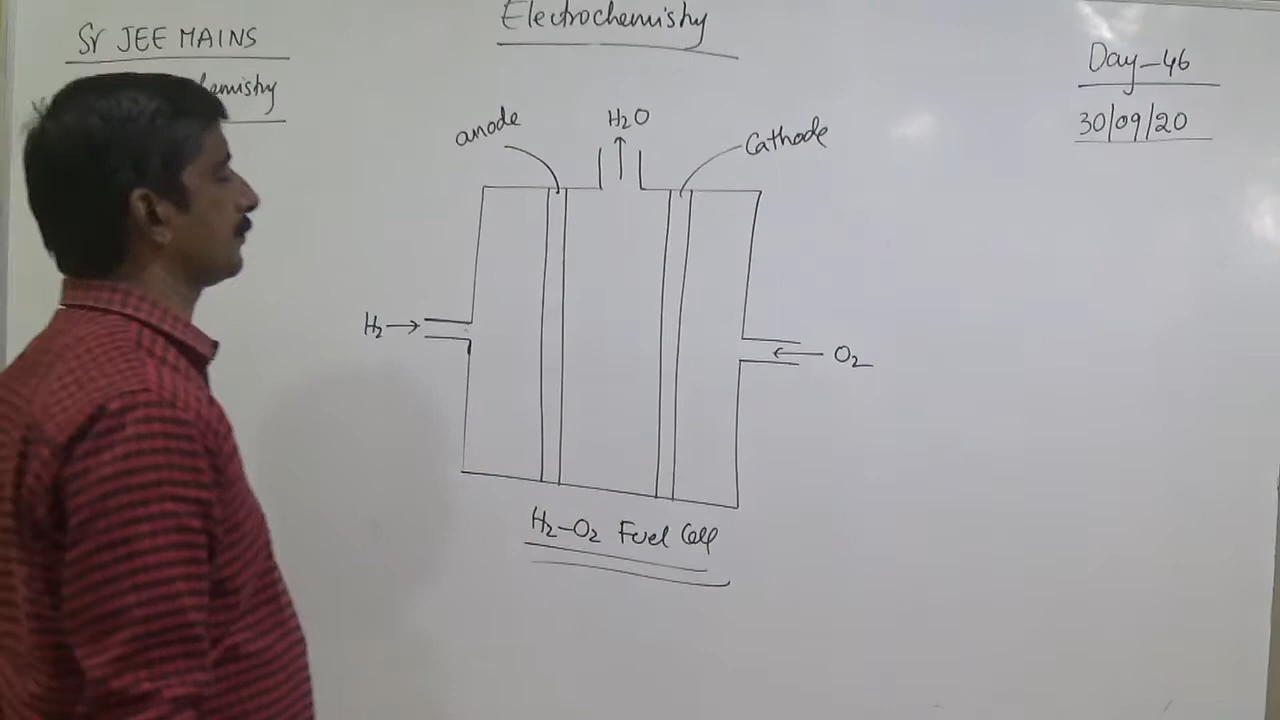 Electrochemistry
Sr JEE MAINS
Day-46
30/09/20
anode
H2O
Cathode
H2→
← O2
H2-O2 Fuel Cell